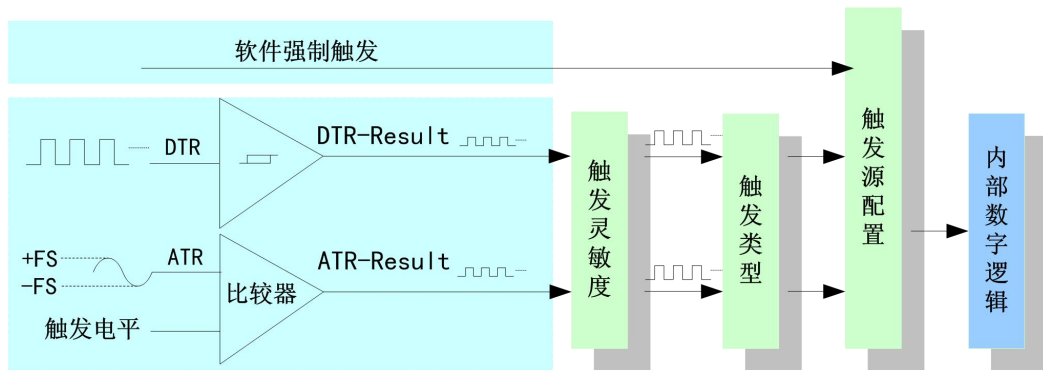 软件强制触发
DTR
DTR-Result
+FS
-FS
ATR
ATR-Result
比较器
触发电平
触发灵敏度
触发类型
触发源配置
内部数字逻辑